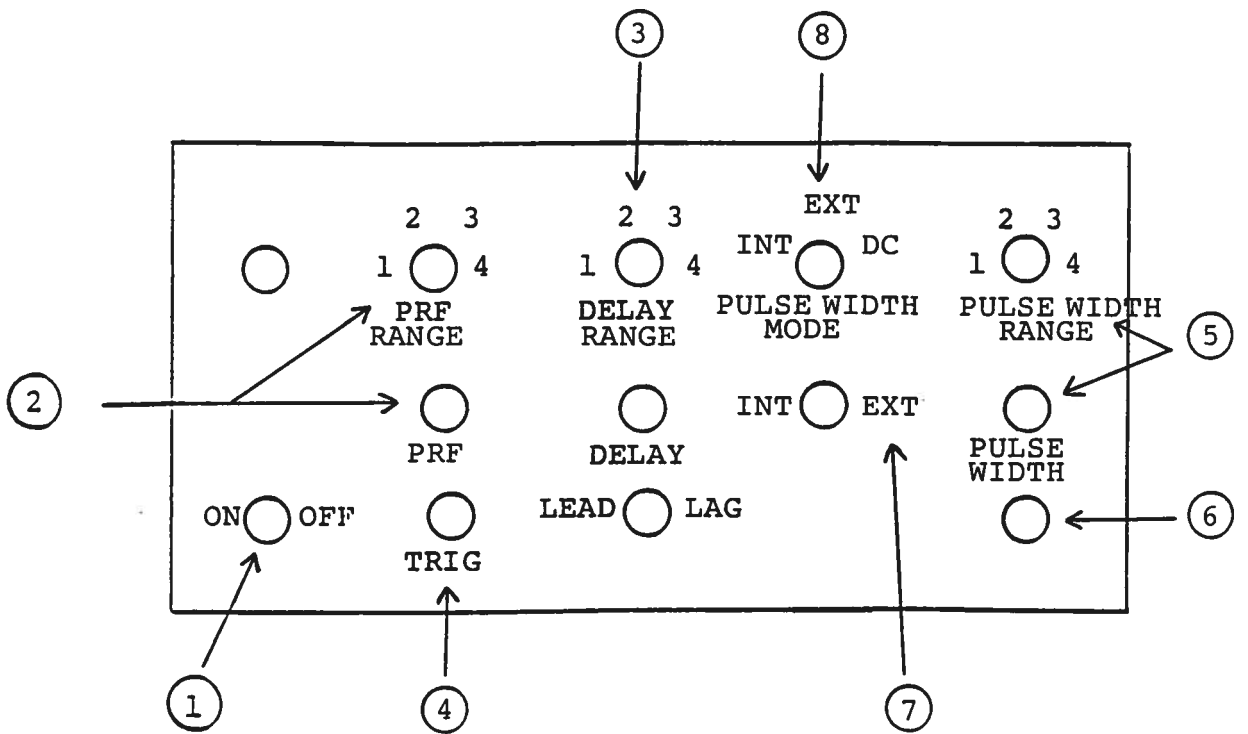 3
8
EXT
2 3
2 3
2 3
INT
DC
1 4
1 4
1 4
PRF
RANGE
DELAY
RANGE
PULSE WIDTH
MODE
PULSE WIDTH
RANGE
5
2
INT EXT
PRF
DELAY
PULSE
WIDTH
ON OFF
LEAD LAG
6
TRIG
1
4
7